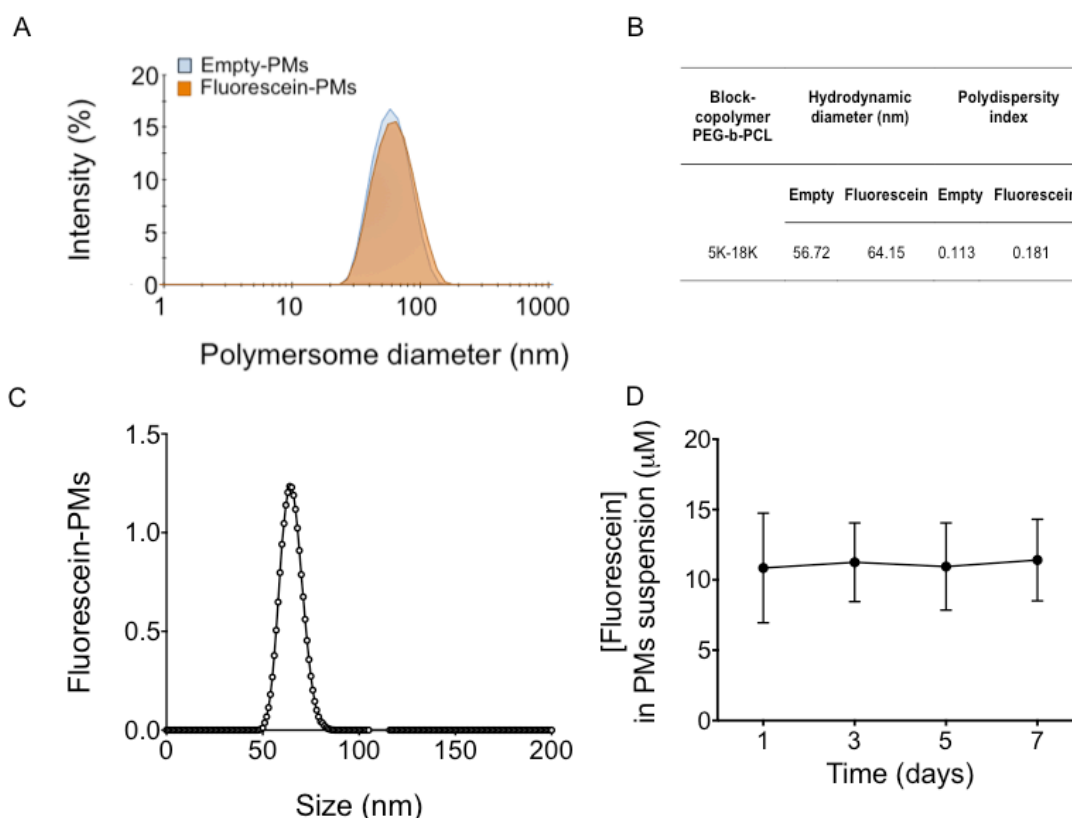 A
Empty-PMs
Fluorescein-PMs
Intensity (%)
20
15
10
5
0
1 10 100 1000
Polymersome diameter (nm)
B
Block-
copolymer
PEG-b-PCL
Hydrodynamic
diameter (nm)
Polydispersity
index
Empty Fluorescein Empty Fluorescein
5K-18K 56.72 64.15 0.113 0.181
C
Fluorescein-PMs
1.5
1.0
0.5
0.0
0 50 100 150 200
Size (nm)
D
[Fluorescein]
in PMs suspension (μM)
20
15
10
5
0
1 3 5 7
Time (days)